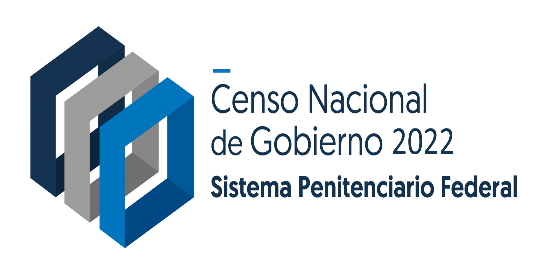 Censo Nacional
de Gobierno 2022
Sistema Penitenciario Federal